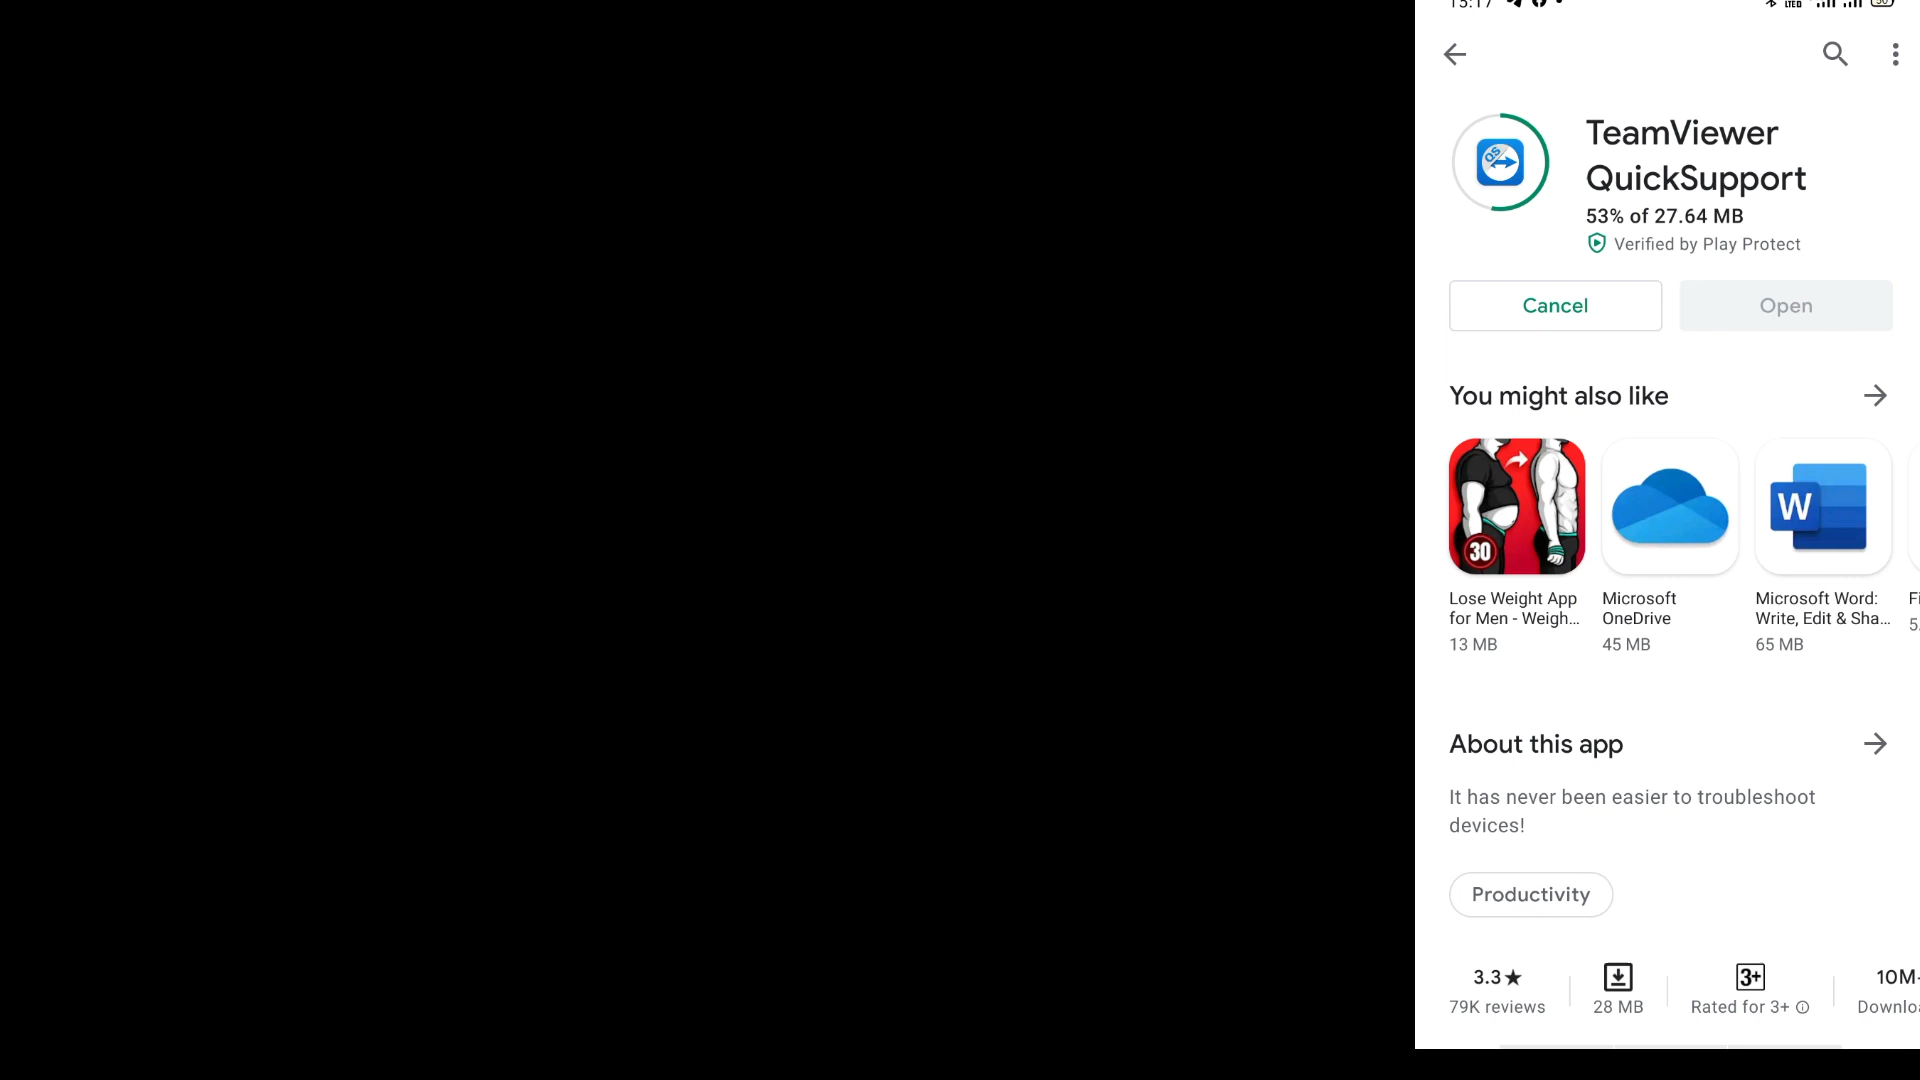 15:17
TeamViewer
QuickSupport
53% of 27.64 MB
Verified by Play Protect
Cancel
Open
You might also like
30
W
Lose Weight App
for Men - Weigh...
13 MB
Microsoft
OneDrive
45 MB
Microsoft Word:
Write, Edit & Sha...
65 MB
About this app
It has never been easier to troubleshoot
devices!
Productivity
3.3★
79K reviews
28 MB
3+
Rated for 3+
10M